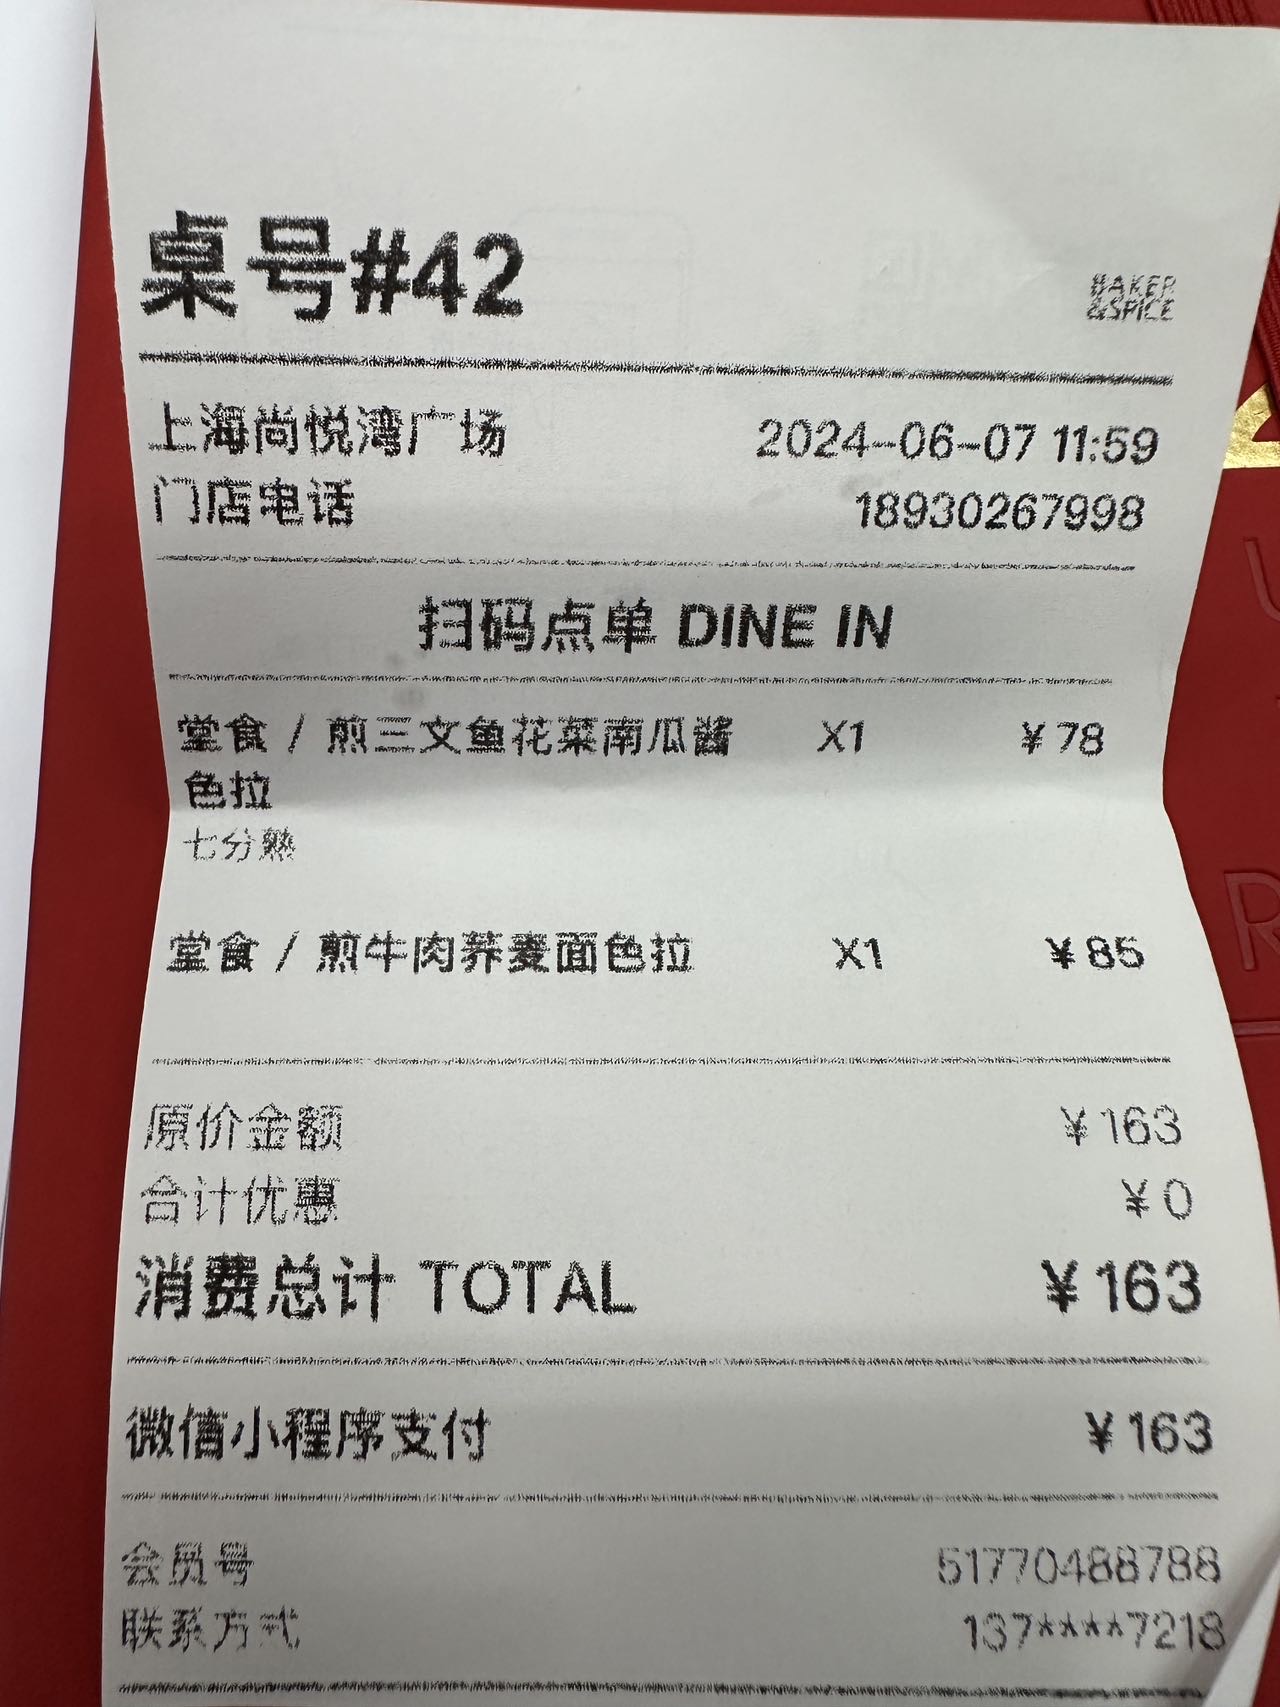 桌号#42
BAKER
&SPICE
上海尚悦湾广场 2024-06-07 11:59
门店电话 18930267998
扫码点单 DINE IN
堂食 / 煎三文鱼花菜南瓜酱 X1 ¥78
色拉
七分熟
堂食 / 煎牛肉荞麦面色拉 X1 ¥85
原价金额 ¥163
合计优惠 ¥0
消费总计 TOTAL ¥163
微信小程序支付 ¥163
会员号 51770488788
联系方式 137****7218